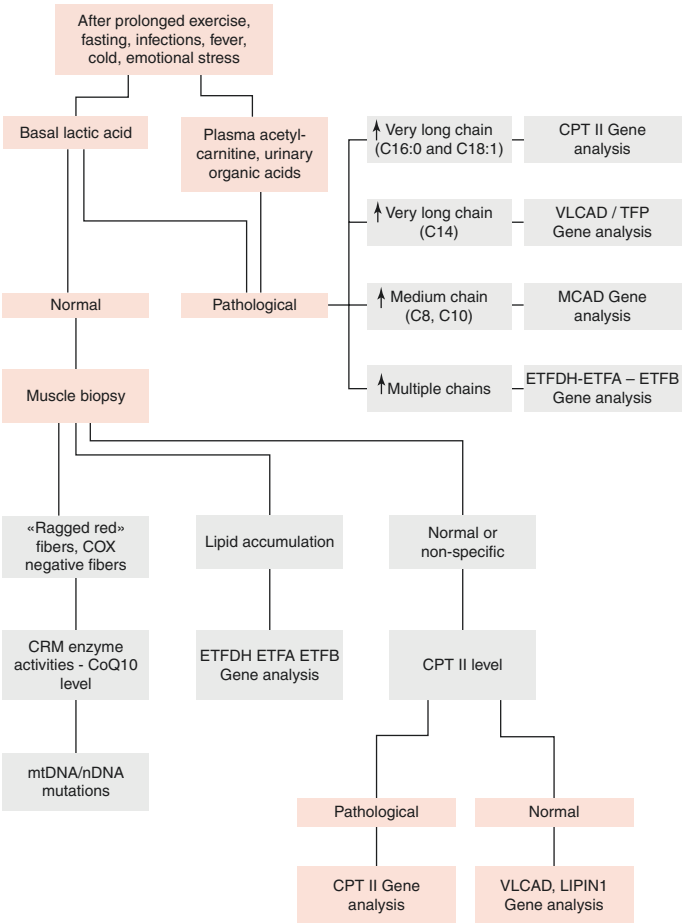 After prolonged exercise,
fasting, infections, fever,
cold, emotional stress
Basal lactic acid
Plasma acetyl-
carnitine, urinary
organic acids
Very long chain
(C16:0 and C18:1)
CPT II Gene
analysis
Very long chain
(C14)
VLCAD / TFP
Gene analysis
Normal
Pathological
Medium chain
(C8, C10)
MCAD Gene
analysis
Muscle biopsy
Multiple chains
ETFDH-ETFA – ETFB
Gene analysis
«Ragged red»
fibers, COX
negative fibers
Lipid accumulation
Normal or
non-specific
CRM enzyme
activities - CoQ10
level
ETFDH ETFA ETFB
Gene analysis
CPT II level
mtDNA/nDNA
mutations
Pathological
Normal
CPT II Gene
analysis
VLCAD, LIPIN1
Gene analysis